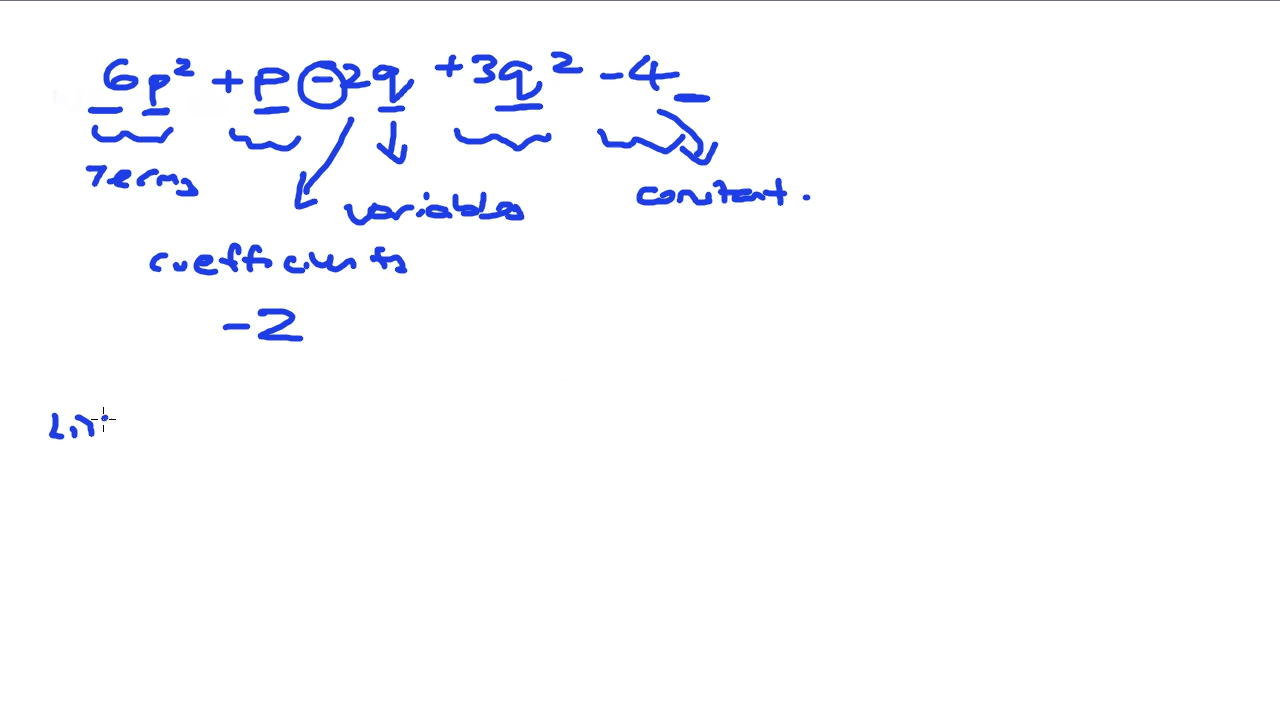 6p² + p - 2q + 3q² - 4
Terms
variables
constant.
coefficients
-2